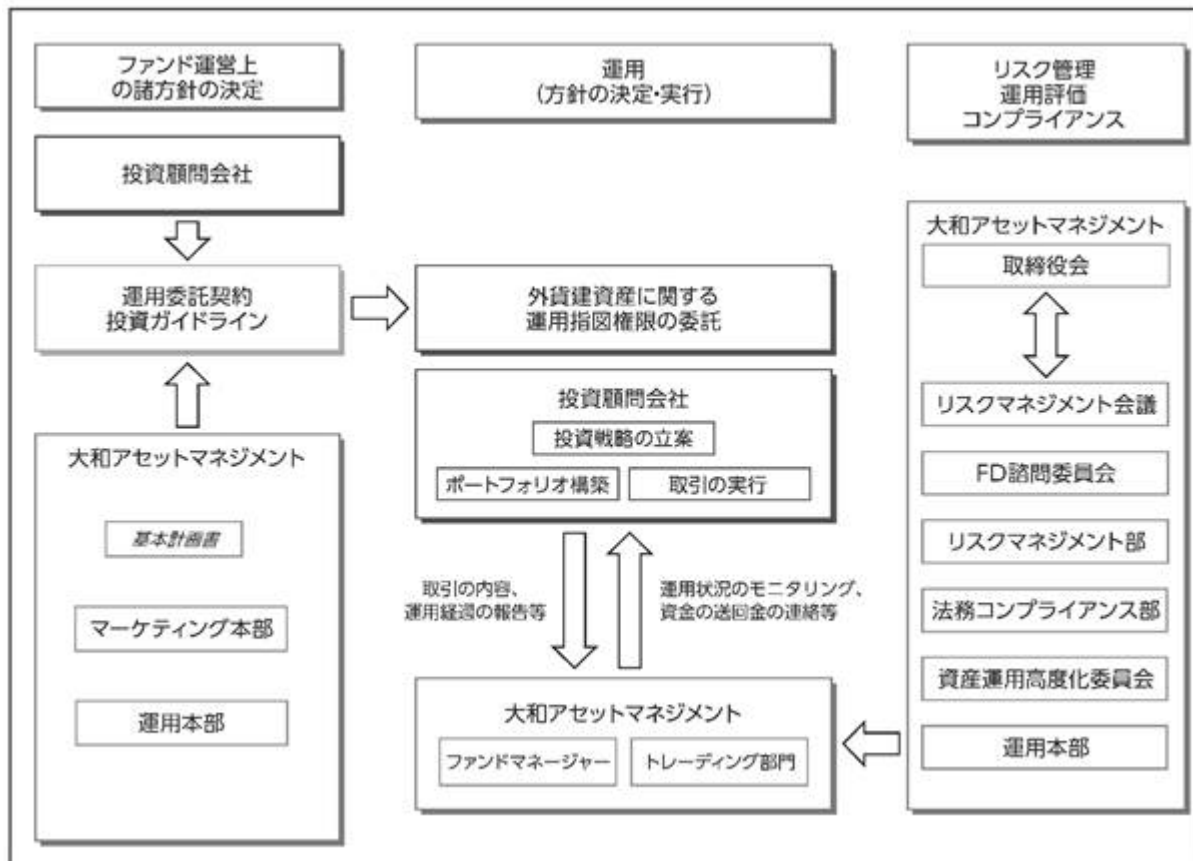 ファンド運営上
の諸方針の決定
運用
(方針の決定・実行)
リスク管理
運用評価
コンプライアンス
投資顧問会社
運用委託契約
投資ガイドライン
外貨建資産に関する
運用指図権限の委託
投資顧問会社
投資戦略の立案
ポートフォリオ構築
取引の実行
大和アセットマネジメント
基本計画書
マーケティング本部
運用本部
取引の内容、
運用経過の報告等
運用状況のモニタリング、
資金の送回金の連絡等
大和アセットマネジメント
ファンドマネージャー
トレーディング部門
大和アセットマネジメント
取締役会
リスクマネジメント会議
FD諮問委員会
リスクマネジメント部
法務コンプライアンス部
資産運用高度化委員会
運用本部